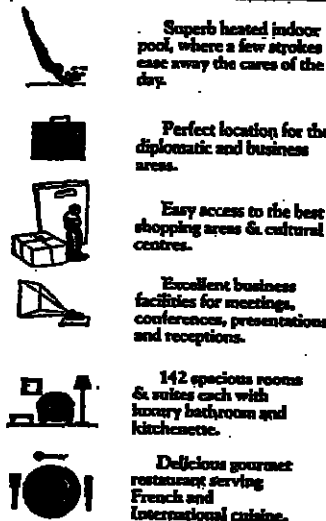 Superb heated indoor
pool, where a few strokes
ease away the cares of the
day.
Perfect location for the
diplomatic and business
areas.
Easy access to the best
shopping areas & cultural
centres.
Excellent business
facilities for meetings,
conferences, presentations
and receptions.
142 spacious rooms
& suites each with
luxury bathroom and
kitchenette.
Delicious gourmet
restaurant serving
French and
International cuisine.